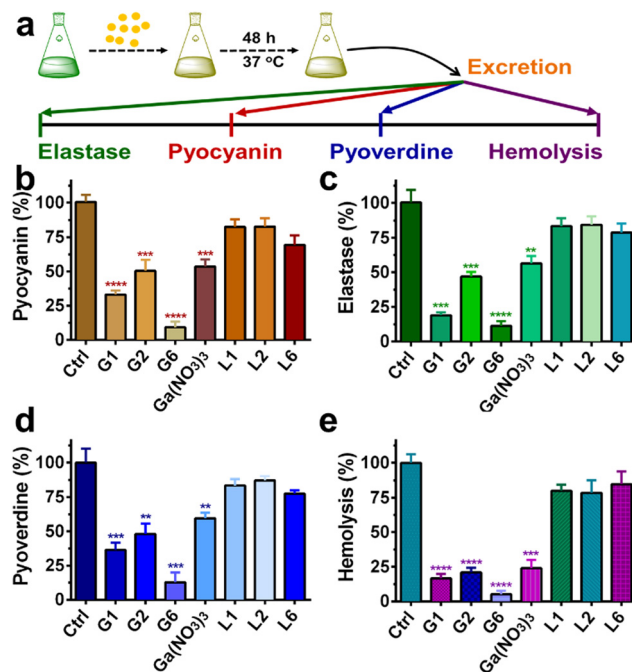 a
48 h
37 °C
Excretion
Elastase Pyocyanin Pyoverdine Hemolysis
b
Pyocyanin (%)
100
75
50
25
0
****
***
****
***
Ctrl G1 G2 G6 Ga(NO3)3 L1 L2 L6
c
Elastase (%)
100
75
50
25
0
***
***
****
**
Ctrl G1 G2 G6 Ga(NO3)3 L1 L2 L6
d
Pyoverdine (%)
100
75
50
25
0
***
**
***
**
Ctrl G1 G2 G6 Ga(NO3)3 L1 L2 L6
e
Hemolysis (%)
100
75
50
25
0
****
****
****
***
Ctrl G1 G2 G6 Ga(NO3)3 L1 L2 L6